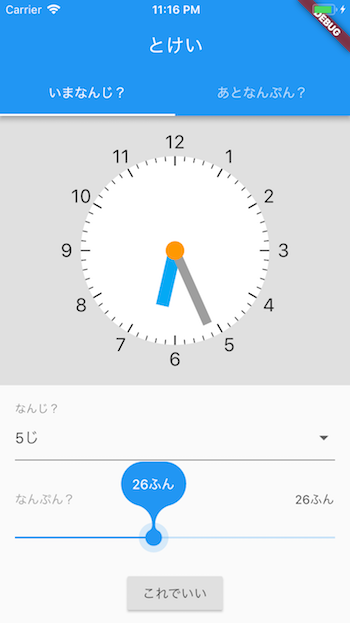 Carrier 11:16 PM
DEBUG
とけい
いまなんじ？ あとなんぷん？
12
11 1
10 2
9 3
8 4
7 5
6
なんじ？
5じ
26ふん
なんぷん？ 26ふん
これでいい